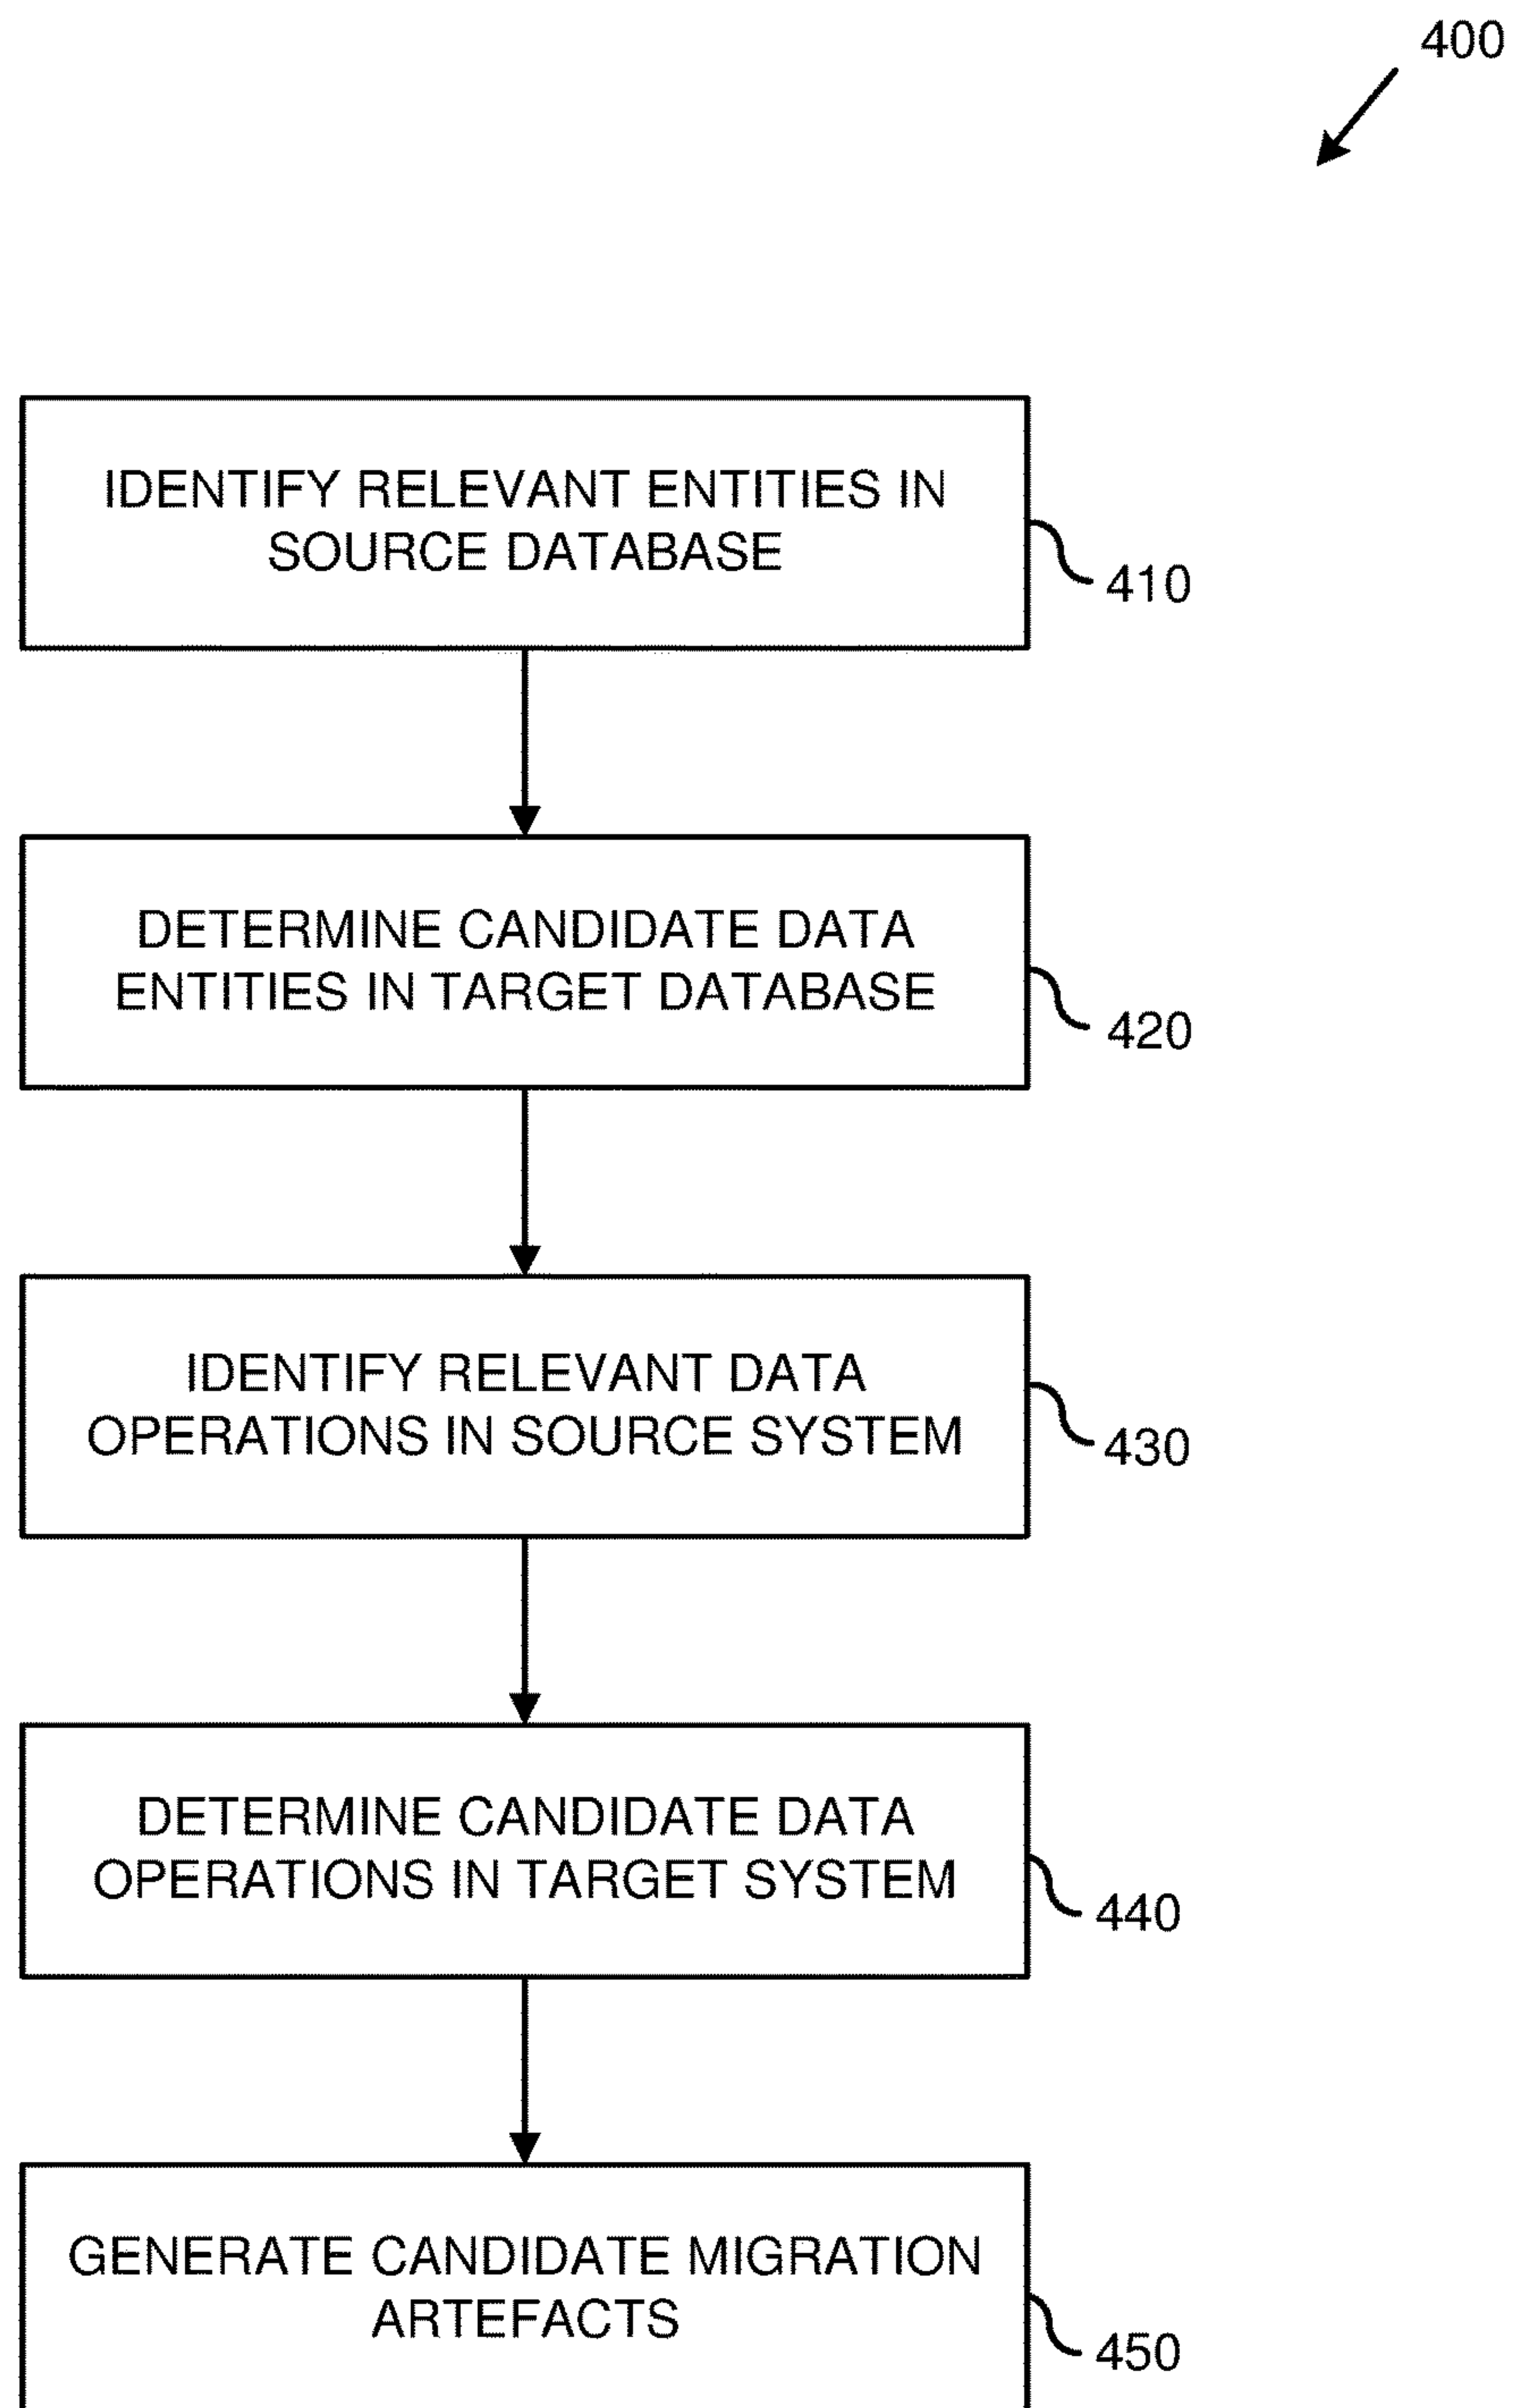 400
IDENTIFY RELEVANT ENTITIES IN
SOURCE DATABASE
410
DETERMINE CANDIDATE DATA
ENTITIES IN TARGET DATABASE
420
IDENTIFY RELEVANT DATA
OPERATIONS IN SOURCE SYSTEM
430
DETERMINE CANDIDATE DATA
OPERATIONS IN TARGET SYSTEM
440
GENERATE CANDIDATE MIGRATION
ARTEFACTS
450